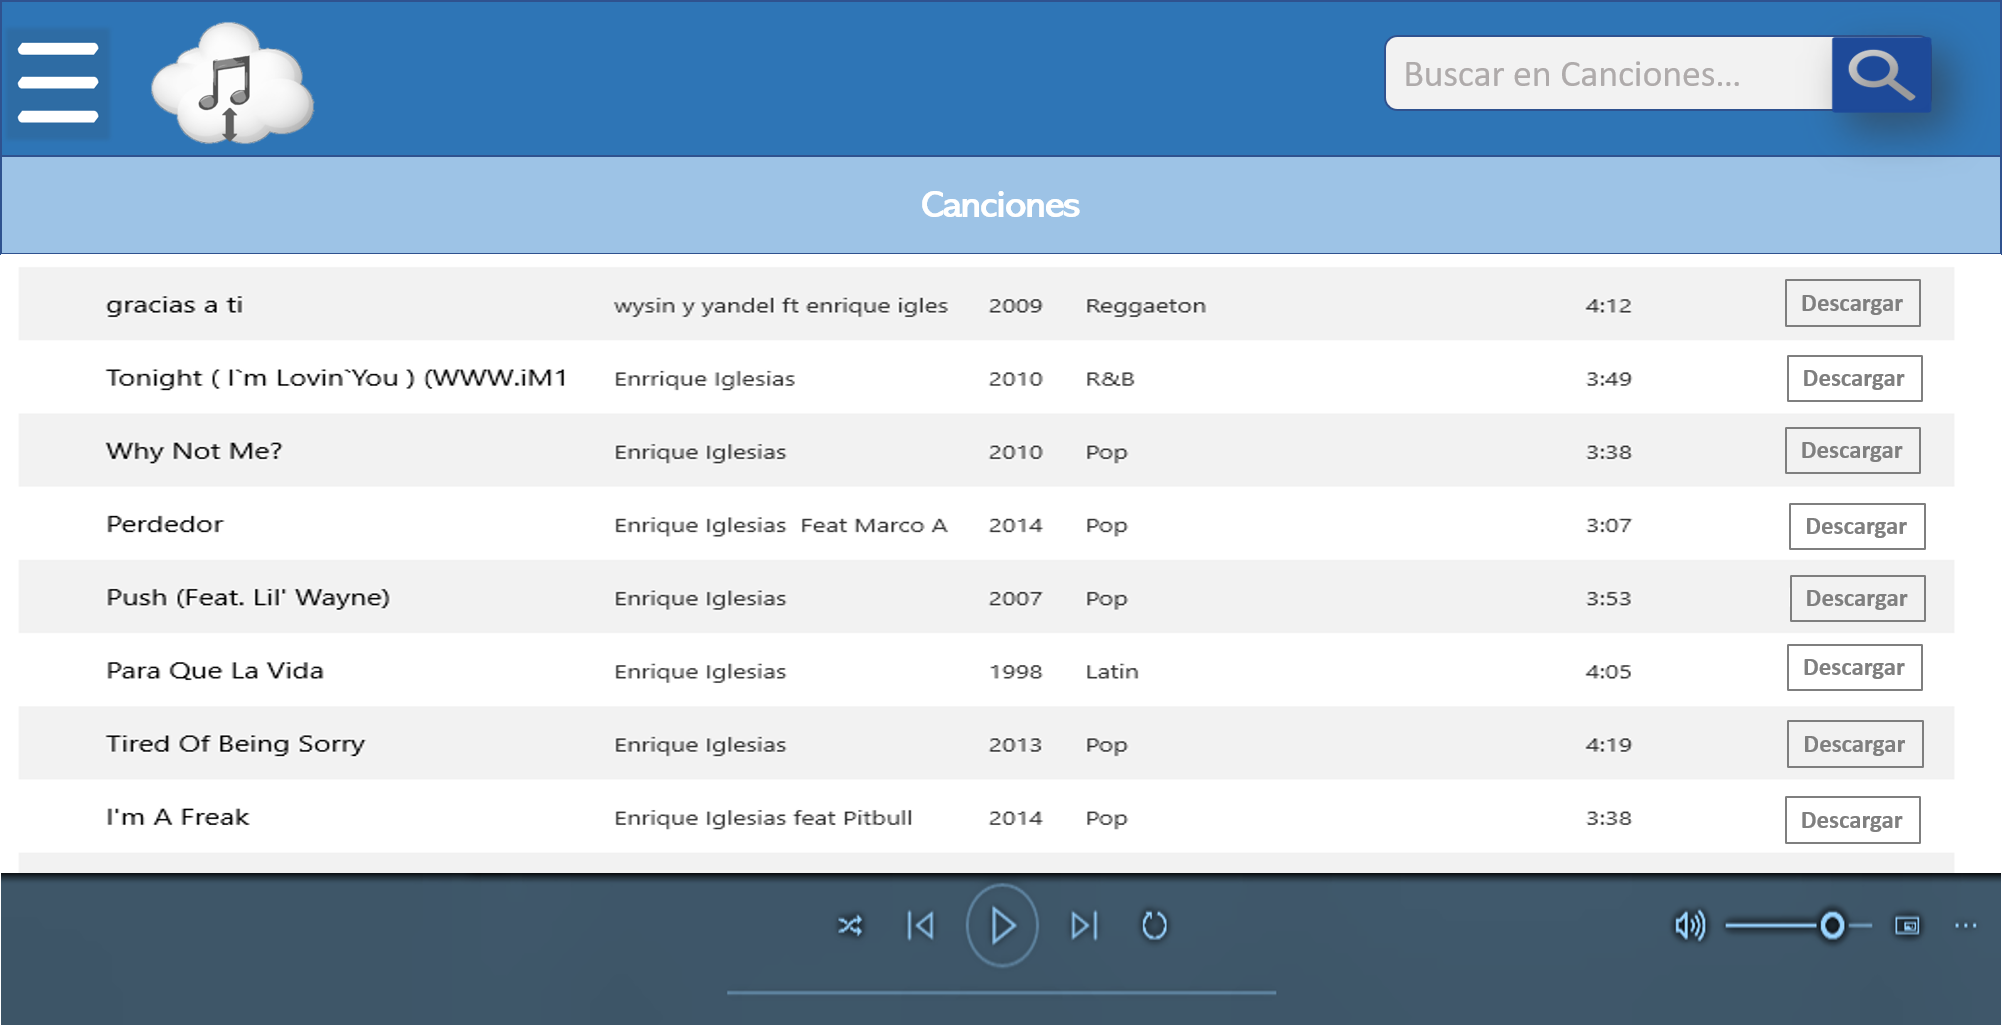 Buscar en Canciones...
Canciones
gracias a ti wysin y yandel ft enrique igles 2009 Reggaeton 4:12 Descargar
Tonight ( I`m Lovin`You ) (WWW.iM1 Enrrique Iglesias 2010 R&B 3:49 Descargar
Why Not Me? Enrique Iglesias 2010 Pop 3:38 Descargar
Perdedor Enrique Iglesias  Feat Marco A 2014 Pop 3:07 Descargar
Push (Feat. Lil' Wayne) Enrique Iglesias 2007 Pop 3:53 Descargar
Para Que La Vida Enrique Iglesias 1998 Latin 4:05 Descargar
Tired Of Being Sorry Enrique Iglesias 2013 Pop 4:19 Descargar
I'm A Freak Enrique Iglesias feat Pitbull 2014 Pop 3:38 Descargar